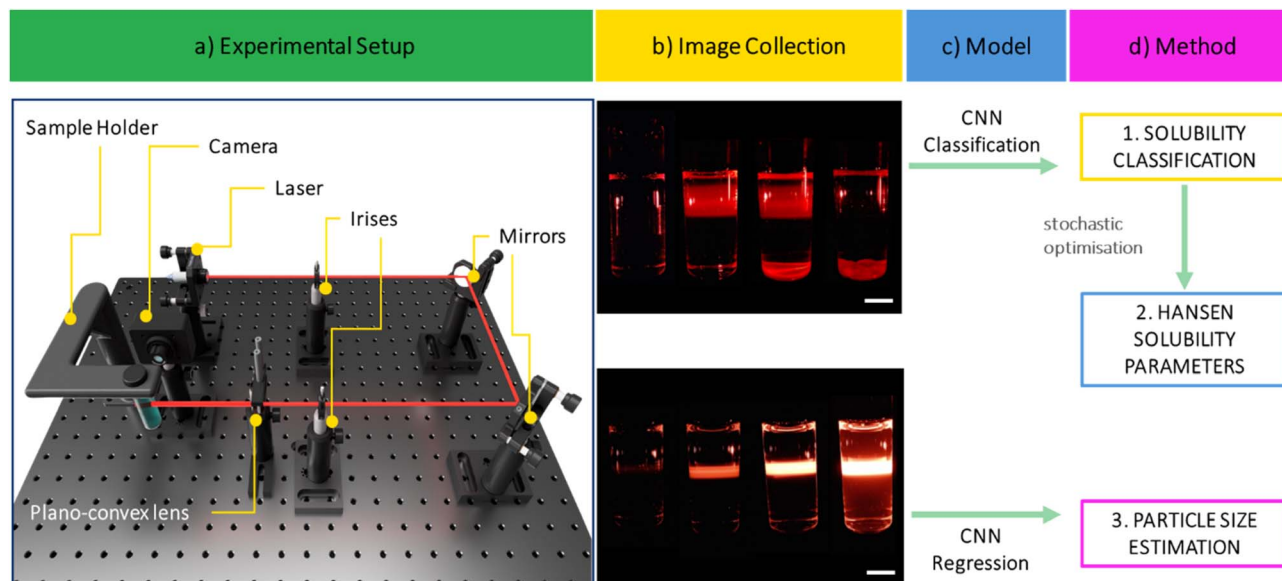 a) Experimental Setup
b) Image Collection
c) Model
d) Method
Sample Holder
Camera
Laser
Irises
Mirrors
Plano-convex lens
CNN
Classification
1. SOLUBILITY
CLASSIFICATION
stochastic
optimisation
2. HANSEN
SOLUBILITY
PARAMETERS
CNN
Regression
3. PARTICLE SIZE
ESTIMATION